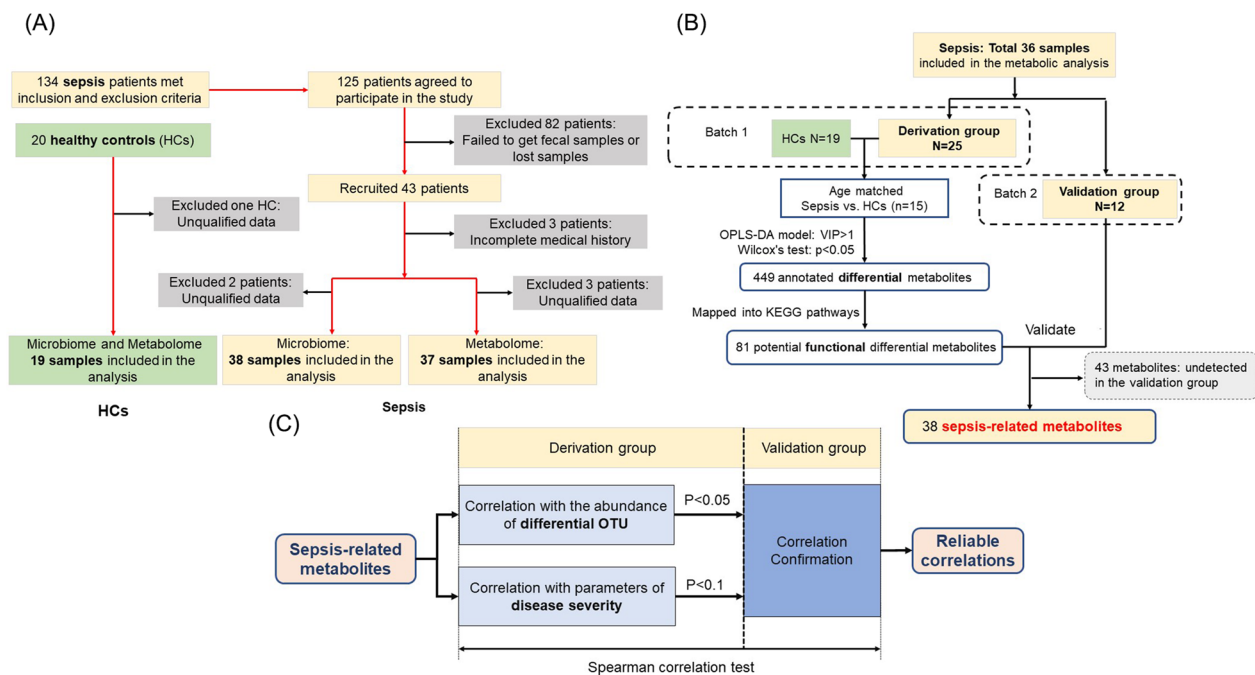 (A)
134 sepsis patients met
inclusion and exclusion criteria
125 patients agreed to
participate in the study
20 healthy controls (HCs)
Excluded 82 patients:
Failed to get fecal samples or
lost samples
Recruited 43 patients
Excluded one HC:
Unqualified data
Excluded 3 patients:
Incomplete medical history
Excluded 2 patients:
Unqualified data
Excluded 3 patients:
Unqualified data
Microbiome and Metabolome
19 samples included in the
analysis
Microbiome:
38 samples included in the
analysis
Metabolome:
37 samples included in the
analysis
HCs
Sepsis
(B)
Sepsis: Total 36 samples
included in the metabolic analysis
Batch 1
HCs N=19
Derivation group
N=25
Batch 2
Validation group
N=12
Age matched
Sepsis vs. HCs (n=15)
OPLS-DA model: VIP>1
Wilcox's test: p<0.05
449 annotated differential metabolites
Mapped into KEGG pathways
81 potential functional differential metabolites
Validate
43 metabolites: undetected
in the validation group
38 sepsis-related metabolites
(C)
Derivation group
Validation group
Sepsis-related
metabolites
Correlation with the abundance
of differential OTU
P<0.05
Correlation with parameters of
disease severity
P<0.1
Correlation
Confirmation
Reliable
correlations
Spearman correlation test